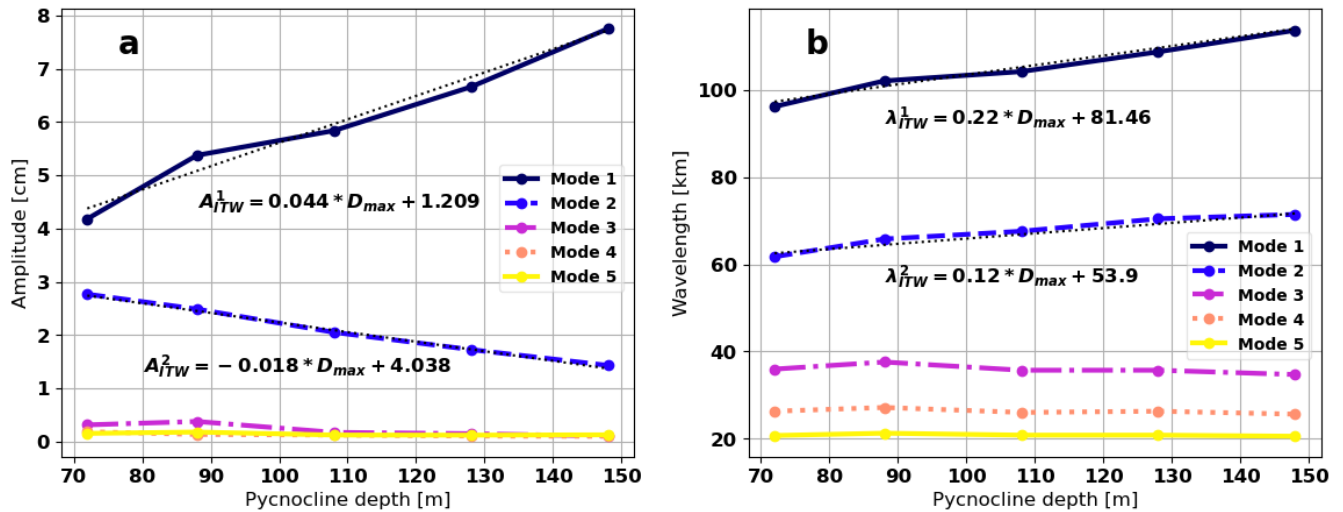 a
8
7
6
5
4
3
2
1
0
Amplitude [cm]
A¹ITW = 0.044 * Dmax + 1.209
A²ITW = − 0.018 * Dmax + 4.038
Mode 1
Mode 2
Mode 3
Mode 4
Mode 5
70 80 90 100 110 120 130 140 150
Pycnocline depth [m]
b
100
80
60
40
20
Wavelength [km]
λ¹ITW = 0.22 * Dmax + 81.46
λ²ITW = 0.12 * Dmax + 53.9
Mode 1
Mode 2
Mode 3
Mode 4
Mode 5
70 80 90 100 110 120 130 140 150
Pycnocline depth [m]